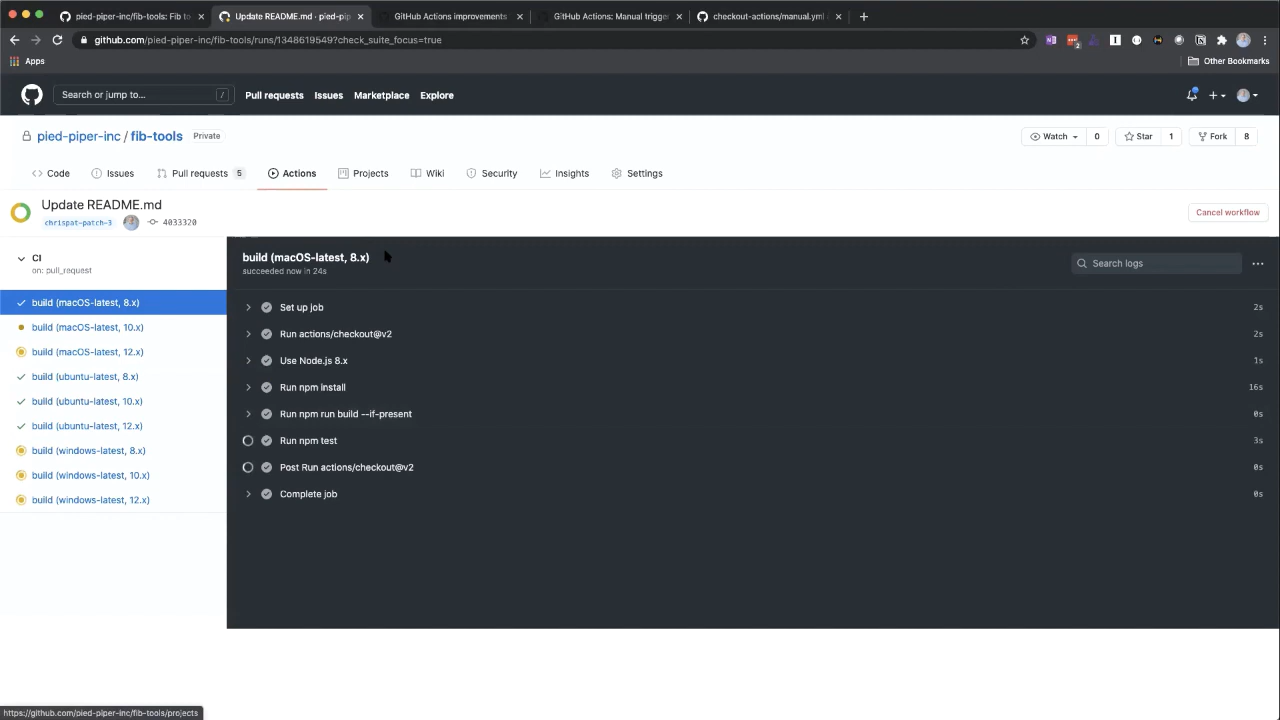 pied-piper-inc/fib-tools: Fib to
Update README.md · pied-pip
GitHub Actions improvements
GitHub Actions: Manual trigger
checkout-actions/manual.yml
github.com/pied-piper-inc/fib-tools/runs/1348619549?check_suite_focus=true
Apps
Other Bookmarks
Search or jump to...
/
Pull requests
Issues
Marketplace
Explore
pied-piper-inc / fib-tools
Private
Watch
0
Star
1
Fork
8
Code
Issues
Pull requests
5
Actions
Projects
Wiki
Security
Insights
Settings
Update README.md
chrispat-patch-3
4033320
Cancel workflow
CI
on: pull_request
build (macOS-latest, 8.x)
build (macOS-latest, 10.x)
build (macOS-latest, 12.x)
build (ubuntu-latest, 8.x)
build (ubuntu-latest, 10.x)
build (ubuntu-latest, 12.x)
build (windows-latest, 8.x)
build (windows-latest, 10.x)
build (windows-latest, 12.x)
build (macOS-latest, 8.x)
succeeded now in 24s
Search logs
Set up job
2s
Run actions/checkout@v2
2s
Use Node.js 8.x
1s
Run npm install
16s
Run npm run build --if-present
0s
Run npm test
3s
Post Run actions/checkout@v2
0s
Complete job
0s
https://github.com/pied-piper-inc/fib-tools/projects